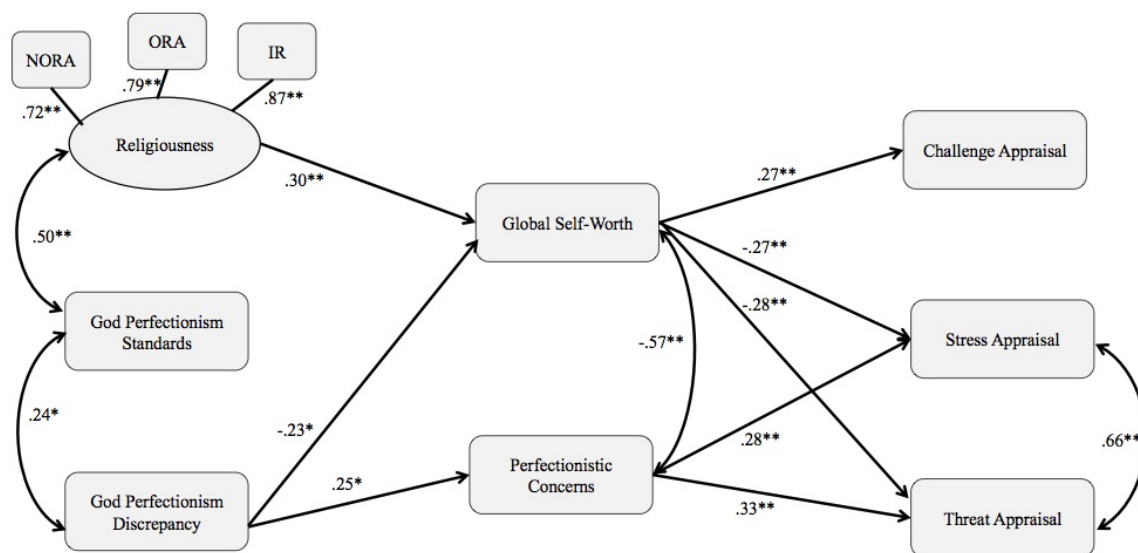 NORA
ORA
IR
.72**
.79**
.87**
Religiousness
Challenge Appraisal
.30**
.27**
Global Self-Worth
.50**
-.27**
-.28**
God Perfectionism
Standards
Stress Appraisal
-.57**
.24*
-.23*
.28**
.66**
Perfectionistic
Concerns
.25*
.33**
God Perfectionism
Discrepancy
Threat Appraisal